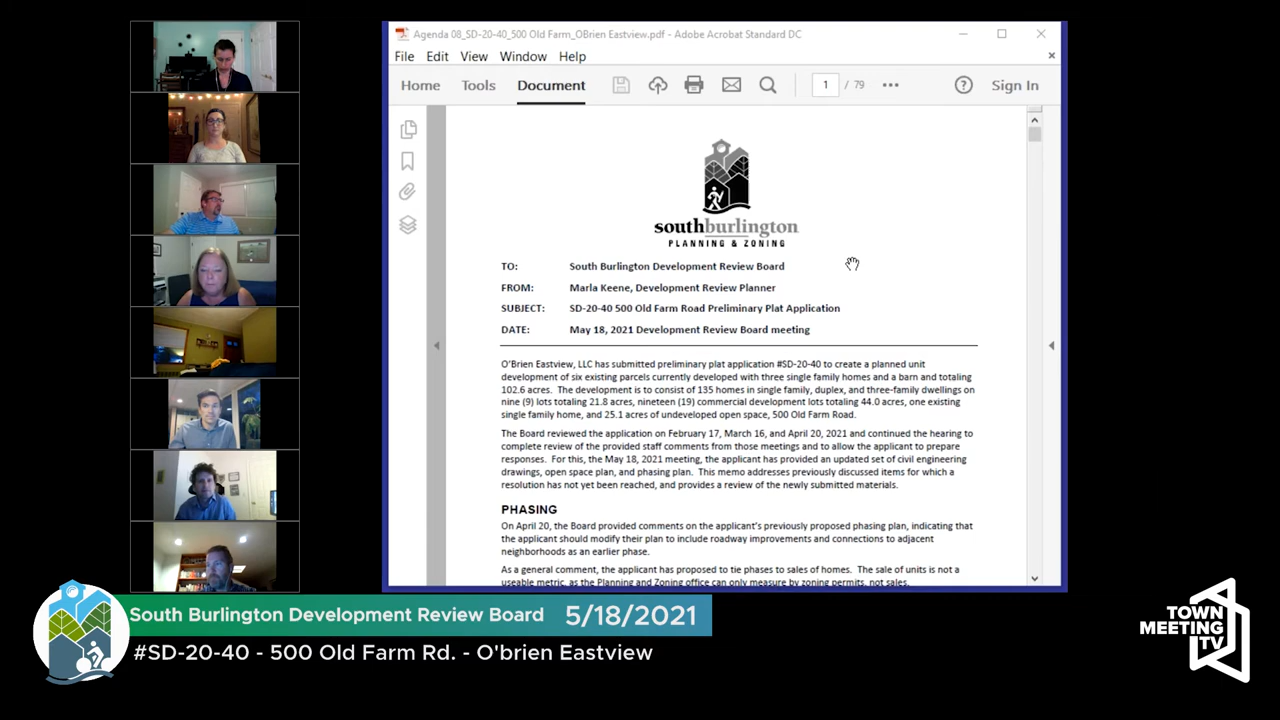 Agenda 08_SD-20-40_500 Old Farm_OBrien Eastview.pdf - Adobe Acrobat Standard DC
File Edit View Window Help
Home Tools Document 1 / 79 Sign In
southburlington
PLANNING & ZONING
TO: South Burlington Development Review Board
FROM: Marla Keene, Development Review Planner
SUBJECT: SD-20-40 500 Old Farm Road Preliminary Plat Application
DATE: May 18, 2021 Development Review Board meeting
O'Brien Eastview, LLC has submitted preliminary plat application #SD-20-40 to create a planned unit
development of six existing parcels currently developed with three single family homes and a barn and totaling
102.6 acres. The development is to consist of 135 homes in single family, duplex, and three-family dwellings on
nine (9) lots totaling 21.8 acres, nineteen (19) commercial development lots totaling 44.0 acres, one existing
single family home, and 25.1 acres of undeveloped open space, 500 Old Farm Road.
The Board reviewed the application on February 17, March 16, and April 20, 2021 and continued the hearing to
complete review of the provided staff comments from those meetings and to allow the applicant to prepare
responses. For this, the May 18, 2021 meeting, the applicant has provided an updated set of civil engineering
drawings, open space plan, and phasing plan. This memo addresses previously discussed items for which a
resolution has not yet been reached, and provides a review of the newly submitted materials.
PHASING
On April 20, the Board provided comments on the applicant's previously proposed phasing plan, indicating that
the applicant should modify their plan to include roadway improvements and connections to adjacent
neighborhoods as an earlier phase.
As a general comment, the applicant has proposed to tie phases to sales of homes. The sale of units is not a
useable metric, as the Planning and Zoning office can only measure by zoning permits, not sales.
South Burlington Development Review Board 5/18/2021
#SD-20-40 - 500 Old Farm Rd. - O'brien Eastview
TOWN
MEETING
TV